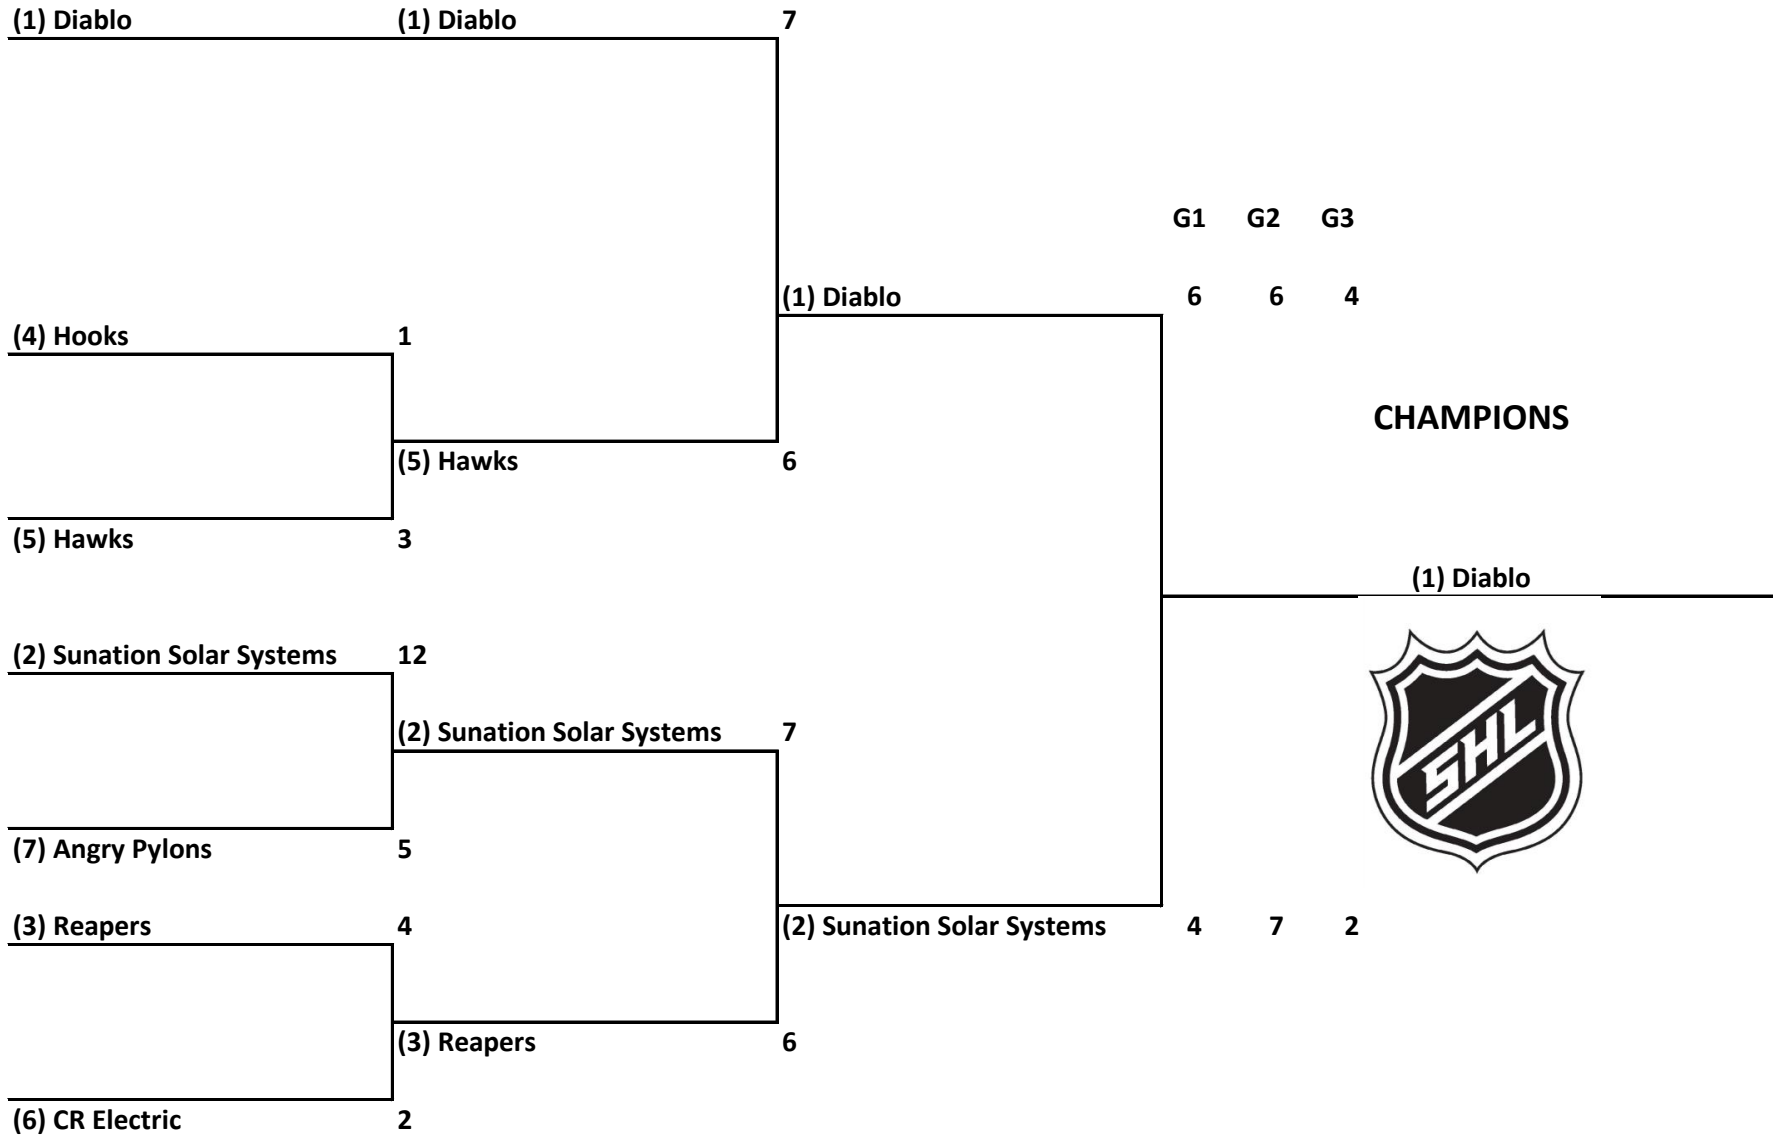 (1) Diablo (1) Diablo 7
G1 G2 G3
(1) Diablo 6 6 4
(4) Hooks 1
CHAMPIONS
(5) Hawks 6
(5) Hawks 3
(1) Diablo
(2) Sunation Solar Systems 12
SHL
(2) Sunation Solar Systems 7
(7) Angry Pylons 5
(3) Reapers 4
(2) Sunation Solar Systems 4 7 2
(3) Reapers 6
(6) CR Electric 2